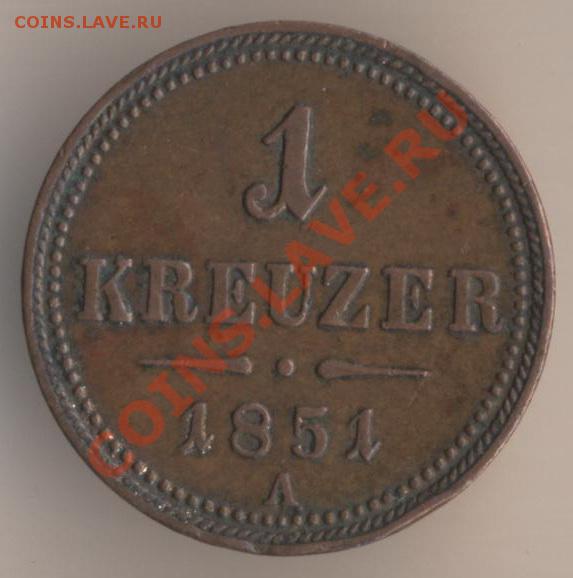 COINS.LAVE.RU
1
KREUZER
1851
A
COINS.LAVE.RU